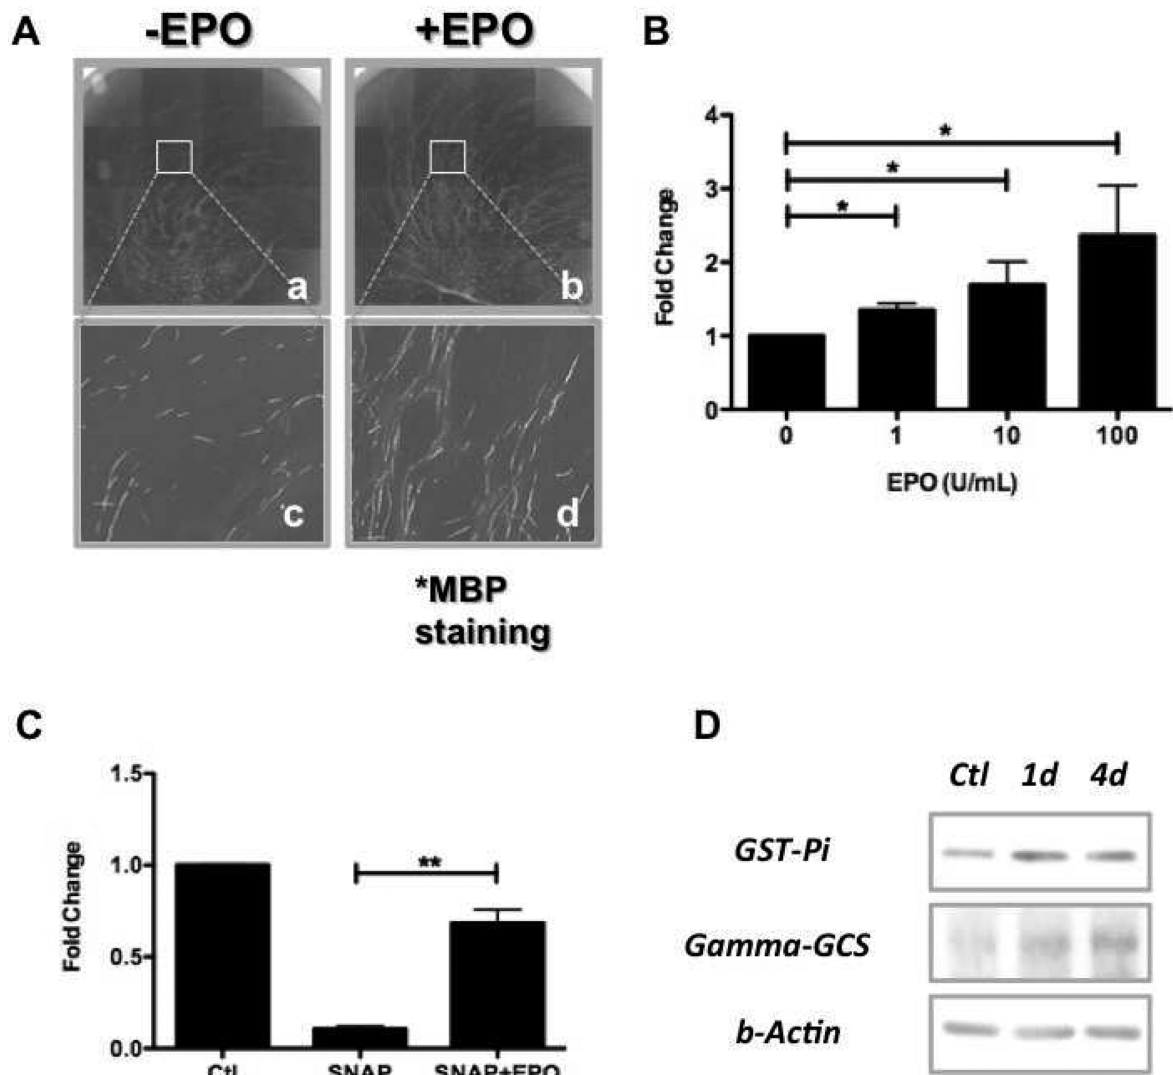 A
-EPO
+EPO
a
b
c
d
*MBP
staining
B
Fold Change
4
3
2
1
0
*
*
*
0 1 10 100
EPO (U/mL)
C
Fold Change
1.5
1.0
0.5
0.0
**
Ctl SNAP SNAP+EPO
D
Ctl 1d 4d
GST-Pi
Gamma-GCS
b-Actin